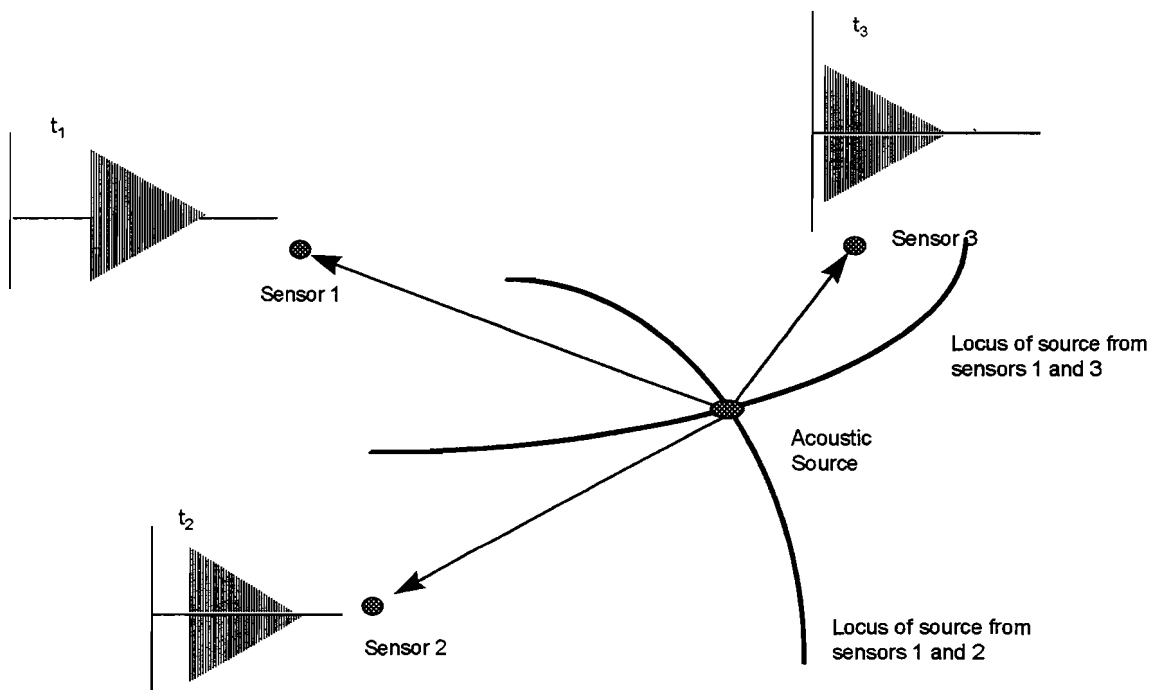 t₃
t₁
Sensor 3
Sensor 1
Locus of source from
sensors 1 and 3
Acoustic
Source
t₂
Sensor 2
Locus of source from
sensors 1 and 2